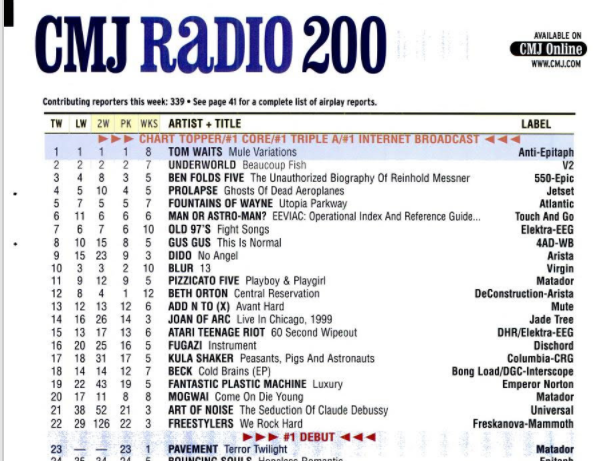 CMJ RADIO 200
AVAILABLE ON
CMJ Online
WWW.CMJ.COM
Contributing reporters this week: 339 • See page 41 for a complete list of airplay reports.
TW LW 2W PK WKS ARTIST + TITLE LABEL
►►► CHART TOPPER/#1 CORE/#1 TRIPLE A/#1 INTERNET BROADCAST ◄◄◄
1 1 1 1 8 TOM WAITS Mule Variations Anti-Epitaph
2 2 2 2 7 UNDERWORLD Beaucoup Fish V2
3 4 8 3 5 BEN FOLDS FIVE The Unauthorized Biography Of Reinhold Messner 550-Epic
4 5 10 4 5 PROLAPSE Ghosts Of Dead Aeroplanes Jetset
5 7 5 5 7 FOUNTAINS OF WAYNE Utopia Parkway Atlantic
6 11 6 6 6 MAN OR ASTRO-MAN? EEVIAC: Operational Index And Reference Guide... Touch And Go
7 6 7 6 10 OLD 97'S Fight Songs Elektra-EEG
8 10 15 8 5 GUS GUS This Is Normal 4AD-WB
9 15 23 9 3 DIDO No Angel Arista
10 3 3 2 10 BLUR 13 Virgin
11 9 12 9 5 PIZZICATO FIVE Playboy & Playgirl Matador
12 8 4 1 12 BETH ORTON Central Reservation DeConstruction-Arista
13 12 13 12 6 ADD N TO (X) Avant Hard Mute
14 16 26 14 3 JOAN OF ARC Live In Chicago, 1999 Jade Tree
15 13 17 13 6 ATARI TEENAGE RIOT 60 Second Wipeout DHR/Elektra-EEG
16 20 25 16 5 FUGAZI Instrument Dischord
17 18 31 17 5 KULA SHAKER Peasants, Pigs And Astronauts Columbia-CRG
18 14 14 12 7 BECK Cold Brains (EP) Bong Load/DGC-Interscope
19 22 43 19 5 FANTASTIC PLASTIC MACHINE Luxury Emperor Norton
20 17 11 8 8 MOGWAI Come On Die Young Matador
21 38 52 21 3 ART OF NOISE The Seduction Of Claude Debussy Universal
22 29 126 22 3 FREESTYLERS We Rock Hard Freskanova-Mammoth
►►► #1 DEBUT ◄◄◄
23 — — 23 1 PAVEMENT Terror Twilight Matador
24 25 34 24 5 BOUNCING SOULS Hopeless Romantic Epitaph